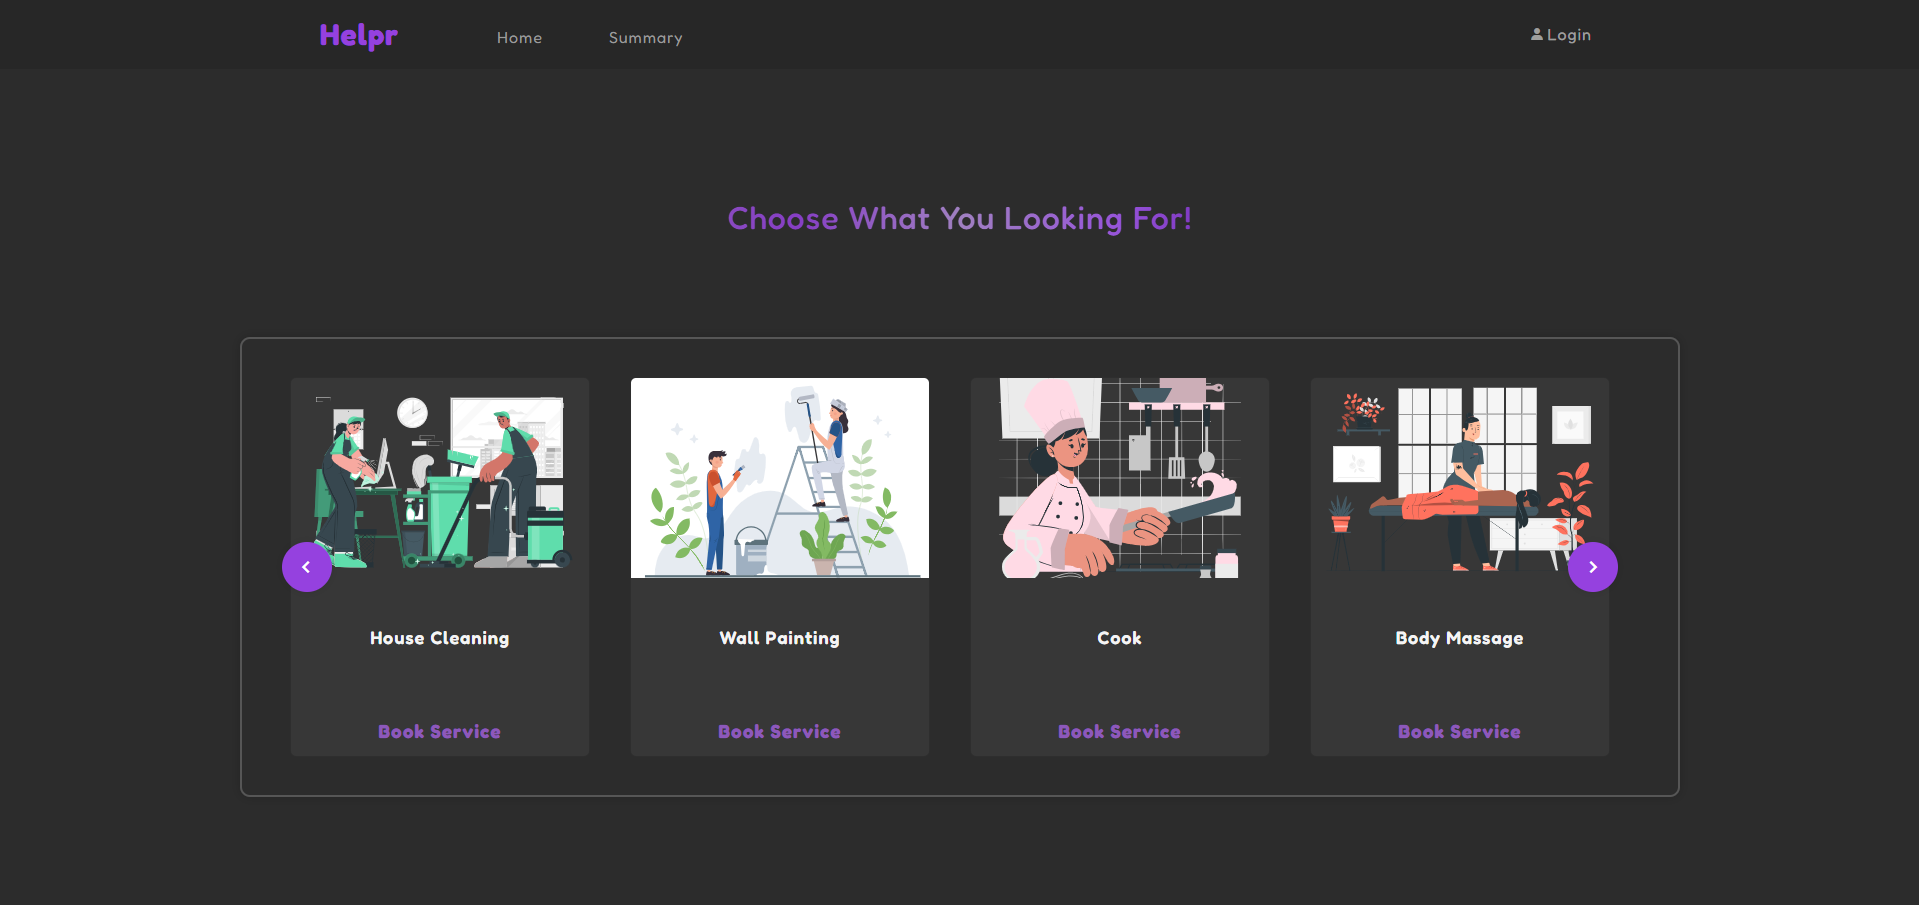 Helpr
Home
Summary
Login
Choose What You Looking For!
House Cleaning
Wall Painting
Cook
Body Massage
Book Service
Book Service
Book Service
Book Service